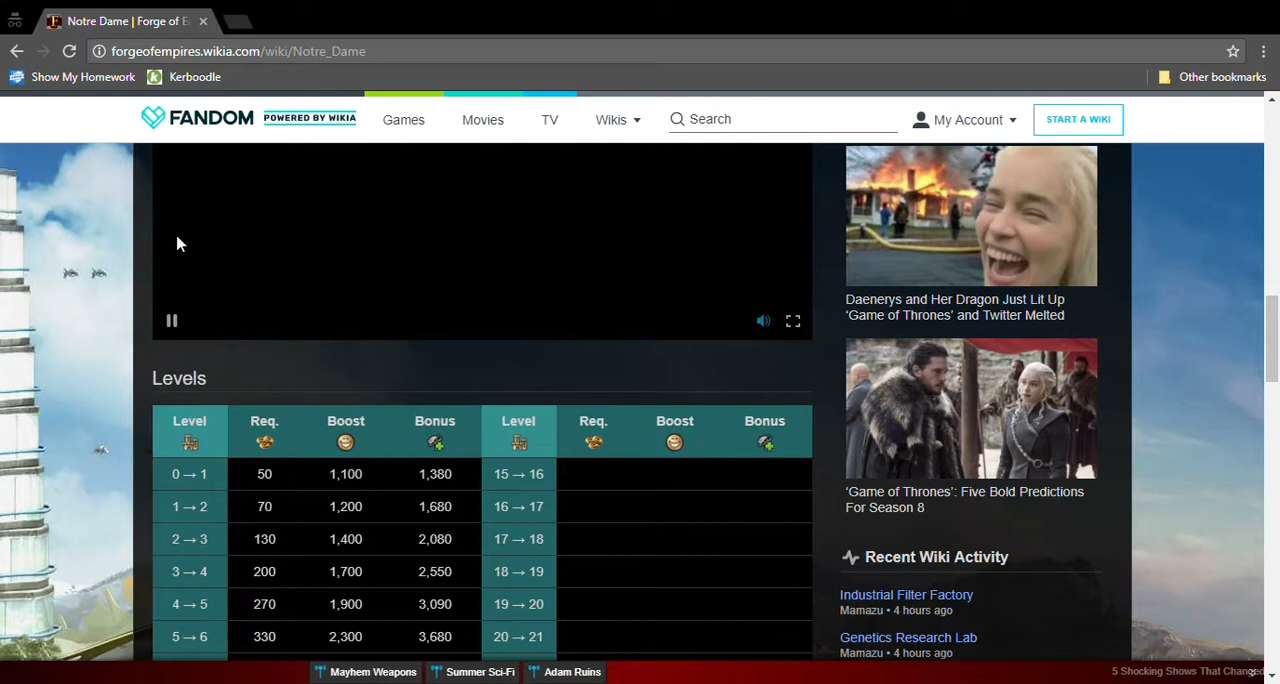 Notre Dame | Forge of E
forgeofempires.wikia.com/wiki/Notre_Dame
Show My Homework
Kerboodle
Other bookmarks
FANDOM POWERED BY WIKIA
Games
Movies
TV
Wikis
Search
My Account
START A WIKI
Daenerys and Her Dragon Just Lit Up
'Game of Thrones' and Twitter Melted
Levels
Level Req. Boost Bonus Level Req. Boost Bonus
0 → 1 50 1,100 1,380 15 → 16
1 → 2 70 1,200 1,680 16 → 17
2 → 3 130 1,400 2,080 17 → 18
3 → 4 200 1,700 2,550 18 → 19
4 → 5 270 1,900 3,090 19 → 20
5 → 6 330 2,300 3,680 20 → 21
'Game of Thrones': Five Bold Predictions
For Season 8
Recent Wiki Activity
Industrial Filter Factory
Mamazu • 4 hours ago
Genetics Research Lab
Mamazu • 4 hours ago
Mayhem Weapons
Summer Sci-Fi
Adam Ruins
5 Shocking Shows That Changed